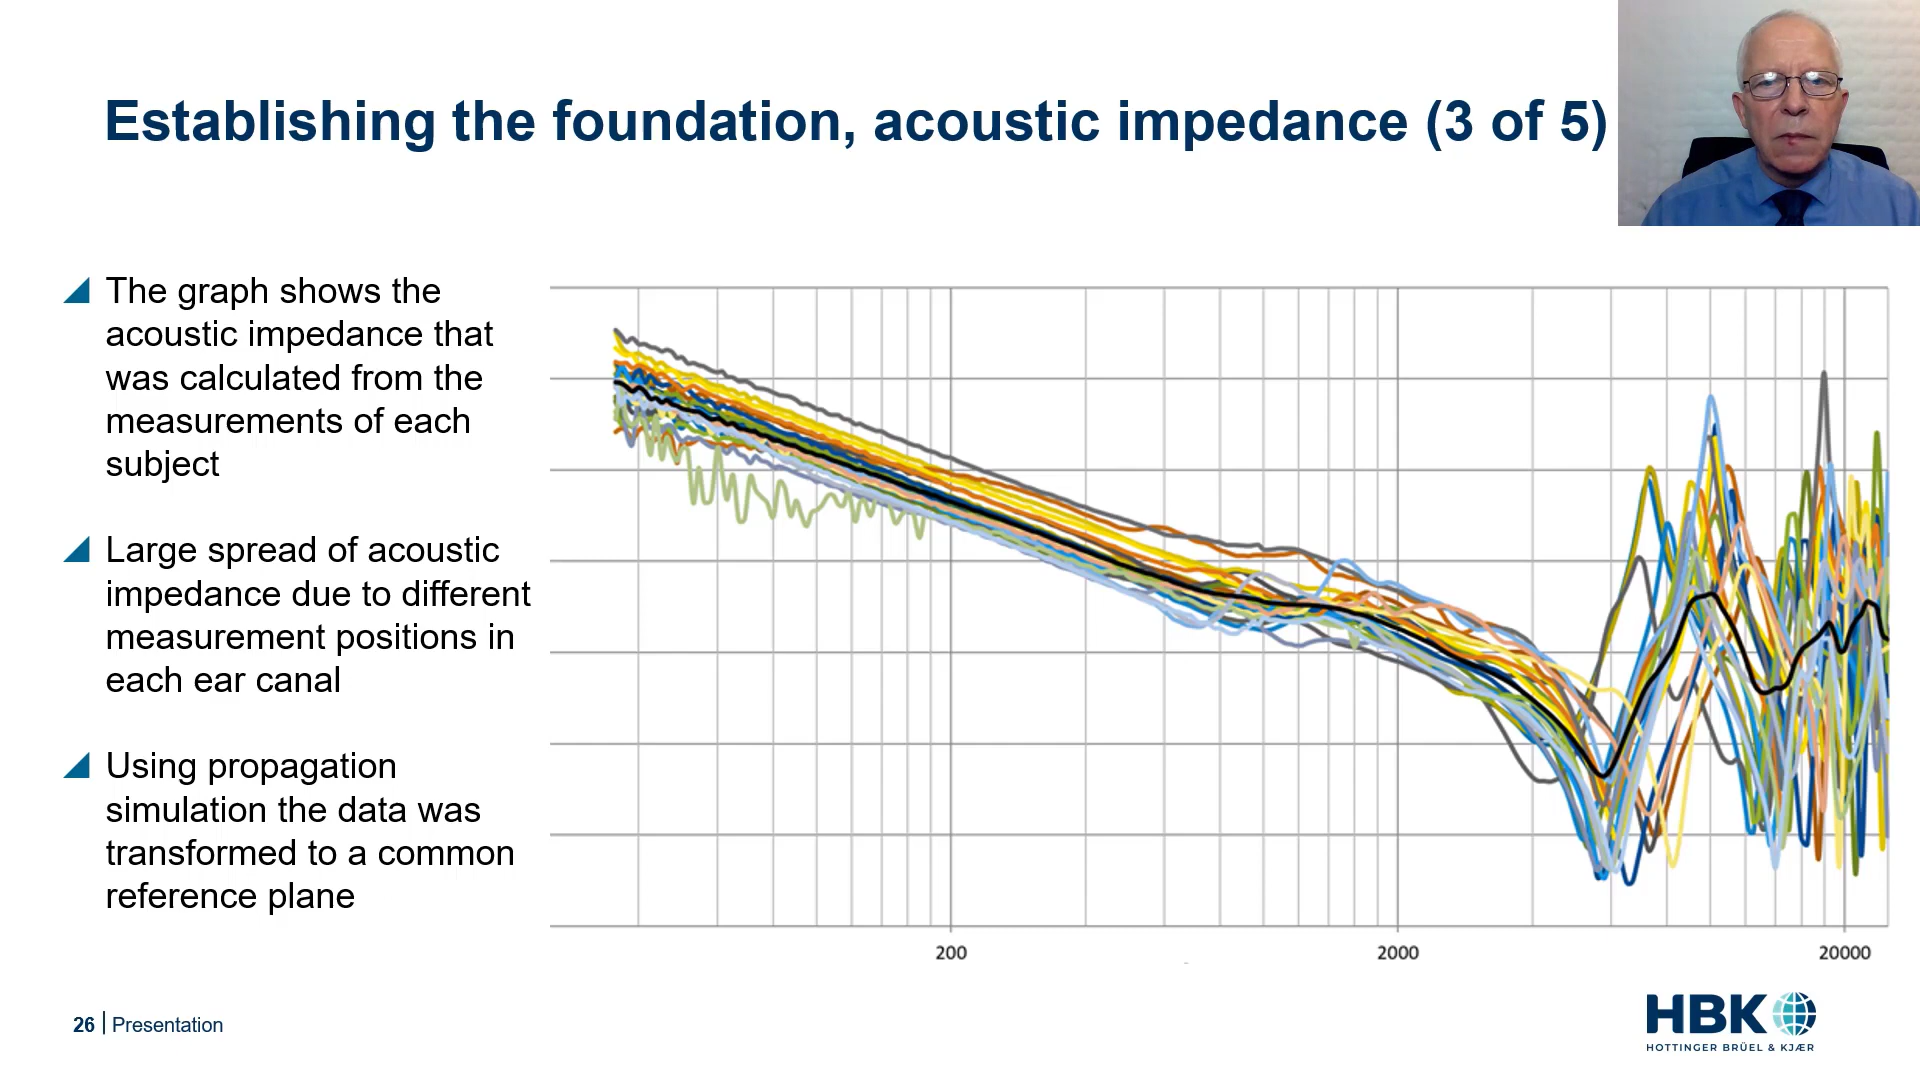 Establishing the foundation, acoustic impedance (3 of 5)
The graph shows the
acoustic impedance that
was calculated from the
measurements of each
subject
Large spread of acoustic
impedance due to different
measurement positions in
each ear canal
Using propagation
simulation the data was
transformed to a common
reference plane
200
2000
20000
26
Presentation
HBK
HOTTINGER BRÜEL & KJÆR